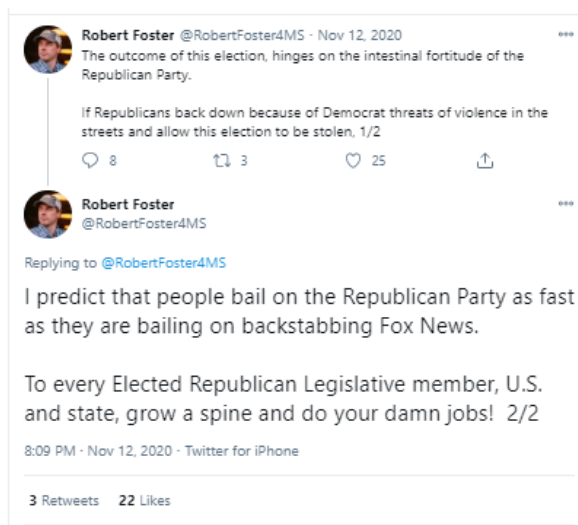 Robert Foster @RobertFoster4MS · Nov 12, 2020
The outcome of this election, hinges on the intestinal fortitude of the
Republican Party.
If Republicans back down because of Democrat threats of violence in the
streets and allow this election to be stolen, 1/2
8 3 25
Robert Foster
@RobertFoster4MS
Replying to @RobertFoster4MS
I predict that people bail on the Republican Party as fast
as they are bailing on backstabbing Fox News.
To every Elected Republican Legislative member, U.S.
and state, grow a spine and do your damn jobs! 2/2
8:09 PM · Nov 12, 2020 · Twitter for iPhone
3 Retweets 22 Likes